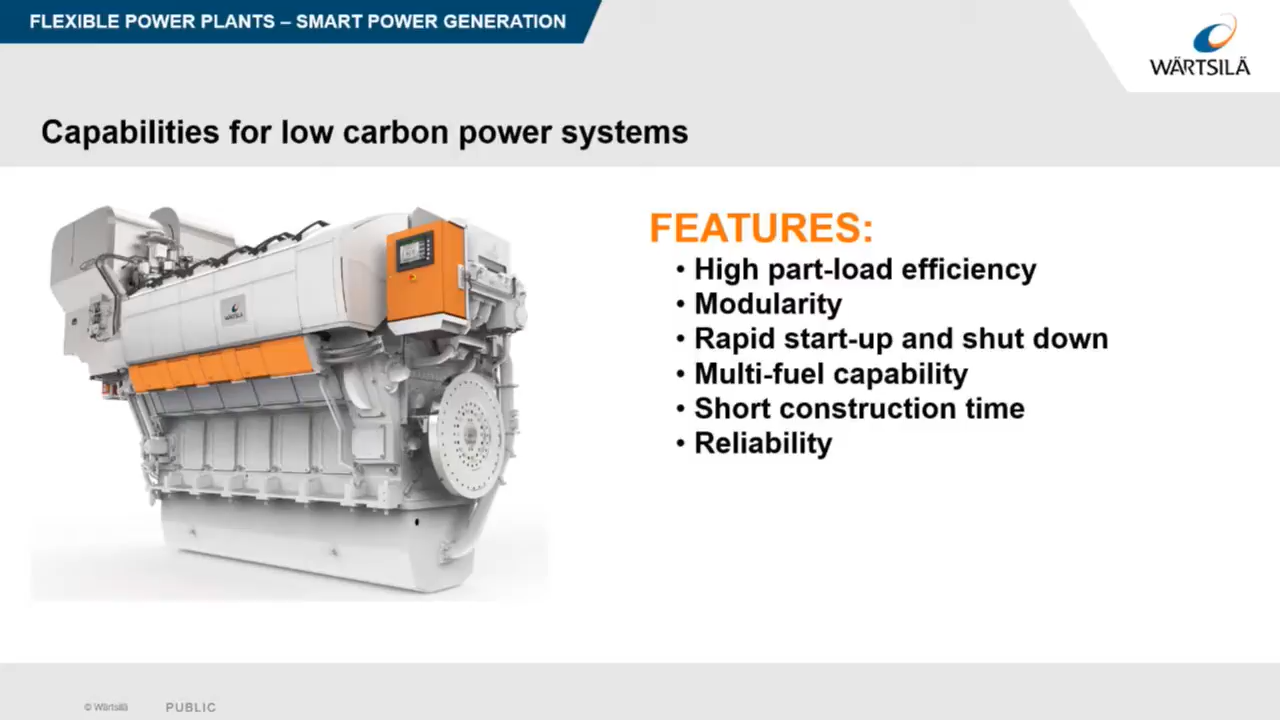 FLEXIBLE POWER PLANTS – SMART POWER GENERATION
WÄRTSILÄ
Capabilities for low carbon power systems
FEATURES:
• High part-load efficiency
• Modularity
• Rapid start-up and shut down
• Multi-fuel capability
• Short construction time
• Reliability
WÄRTSILÄ
© Wärtsilä PUBLIC